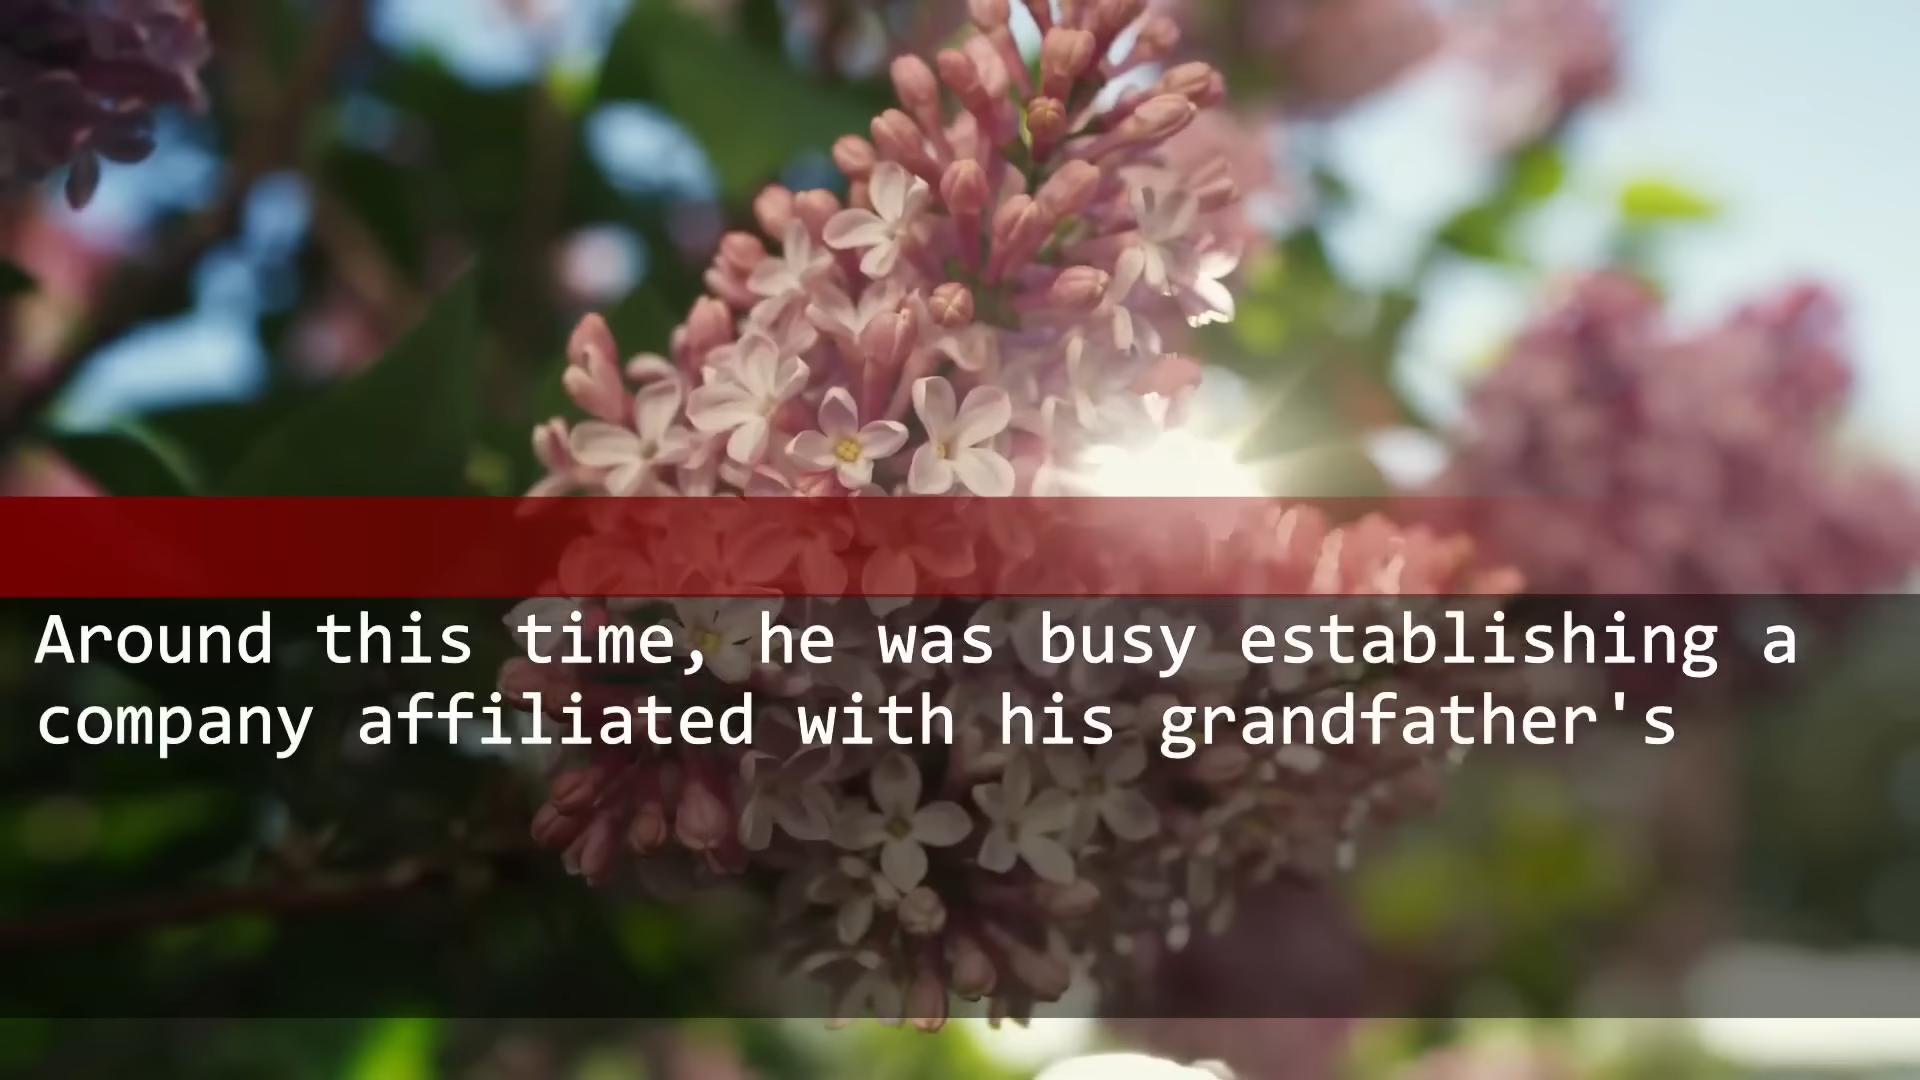 Around this time, he was busy establishing a
company affiliated with his grandfather's